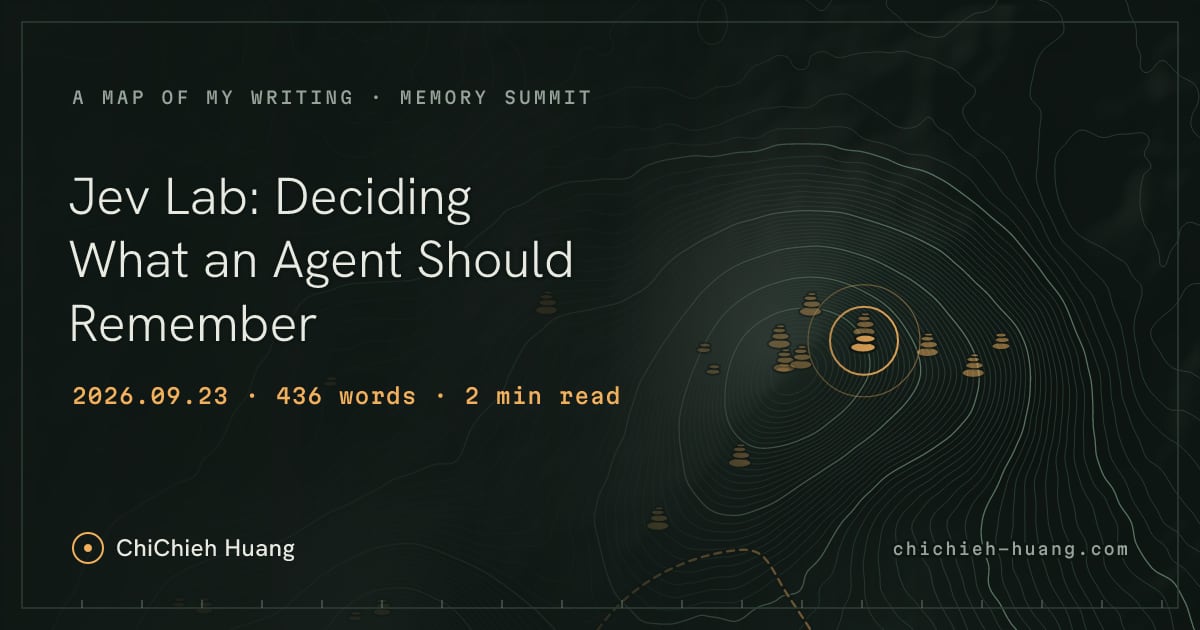 A MAP OF MY WRITING · MEMORY SUMMIT
Jev Lab: Deciding
What an Agent Should
Remember
2026.09.23 · 436 words · 2 min read
ChiChieh Huang
chichieh-huang.com